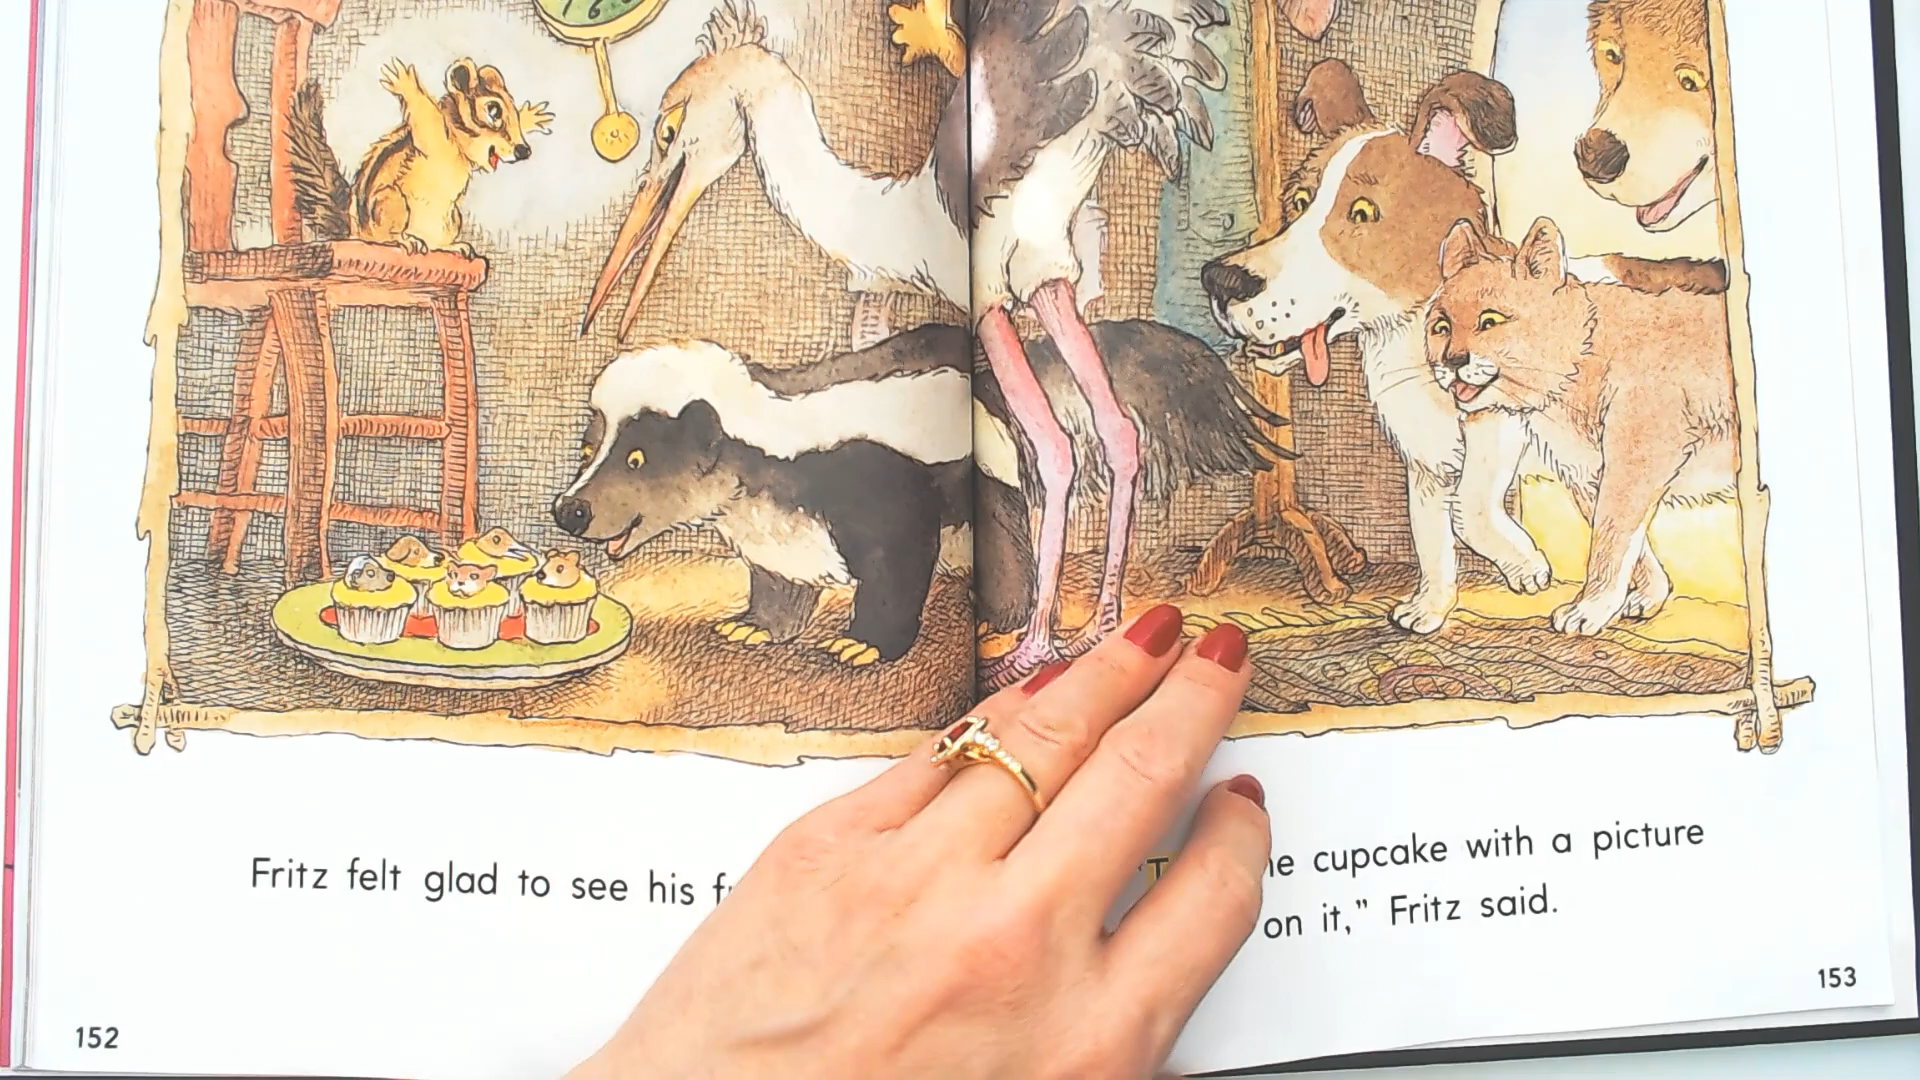 Fritz felt glad to see his
cupcake with a picture
on it," Fritz said.
152
153